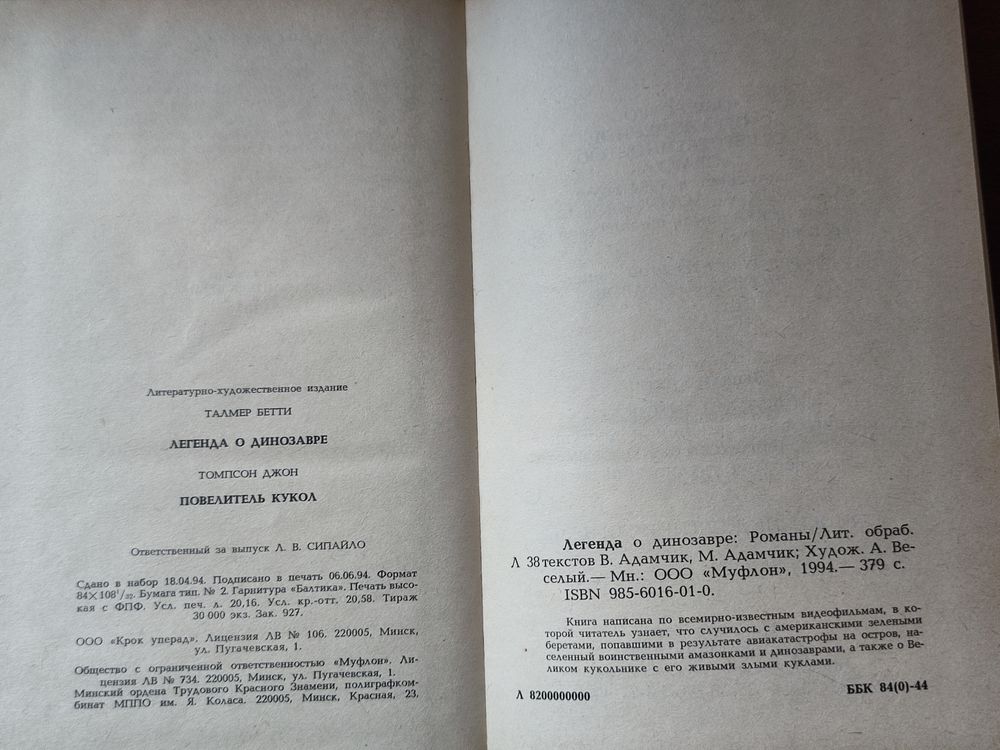 Литературно-художественное издание
ТАЛМЕР БЕТТИ
ЛЕГЕНДА О ДИНОЗАВРЕ
ТОМПСОН ДЖОН
ПОВЕЛИТЕЛЬ КУКОЛ
Ответственный за выпуск Л. В. СИПАЙЛО
Сдано в набор 18.04.94. Подписано в печать 06.06.94. Формат
84×108¹/₃₂. Бумага тип. № 2. Гарнитура «Балтика». Печать высо-
кая с ФПФ. Усл. печ. л. 20,16. Усл. кр.-отт. 20,58. Тираж
30 000 экз. Зак. 927.
ООО «Крок уперад». Лицензия ЛВ № 106. 220005, Минск,
ул. Пугачевская, 1.
Общество с ограниченной ответственностью «Муфлон». Ли-
цензия ЛВ № 734. 220005, Минск, ул. Пугачевская, 1.
Минский ордена Трудового Красного Знамени, полиграфком-
бинат МППО им. Я. Коласа. 220005, Минск, Красная, 23,
Легенда о динозавре: Романы/Лит. обраб.
Л 38 текстов В. Адамчик, М. Адамчик; Худож. А. Ве-
селый.— Мн.: ООО «Муфлон», 1994.— 379 с.
ISBN 985-6016-01-0.
Книга написана по всемирно-известным видеофильмам, в ко-
торой читатель узнает, что случилось с американскими зелеными
беретами, попавшими в результате авиакатастрофы на остров, на-
селенный воинственными амазонками и динозаврами, а также о Ве-
ликом кукольнике с его живыми злыми куклами.
Л 8200000000
ББК 84(0)-44